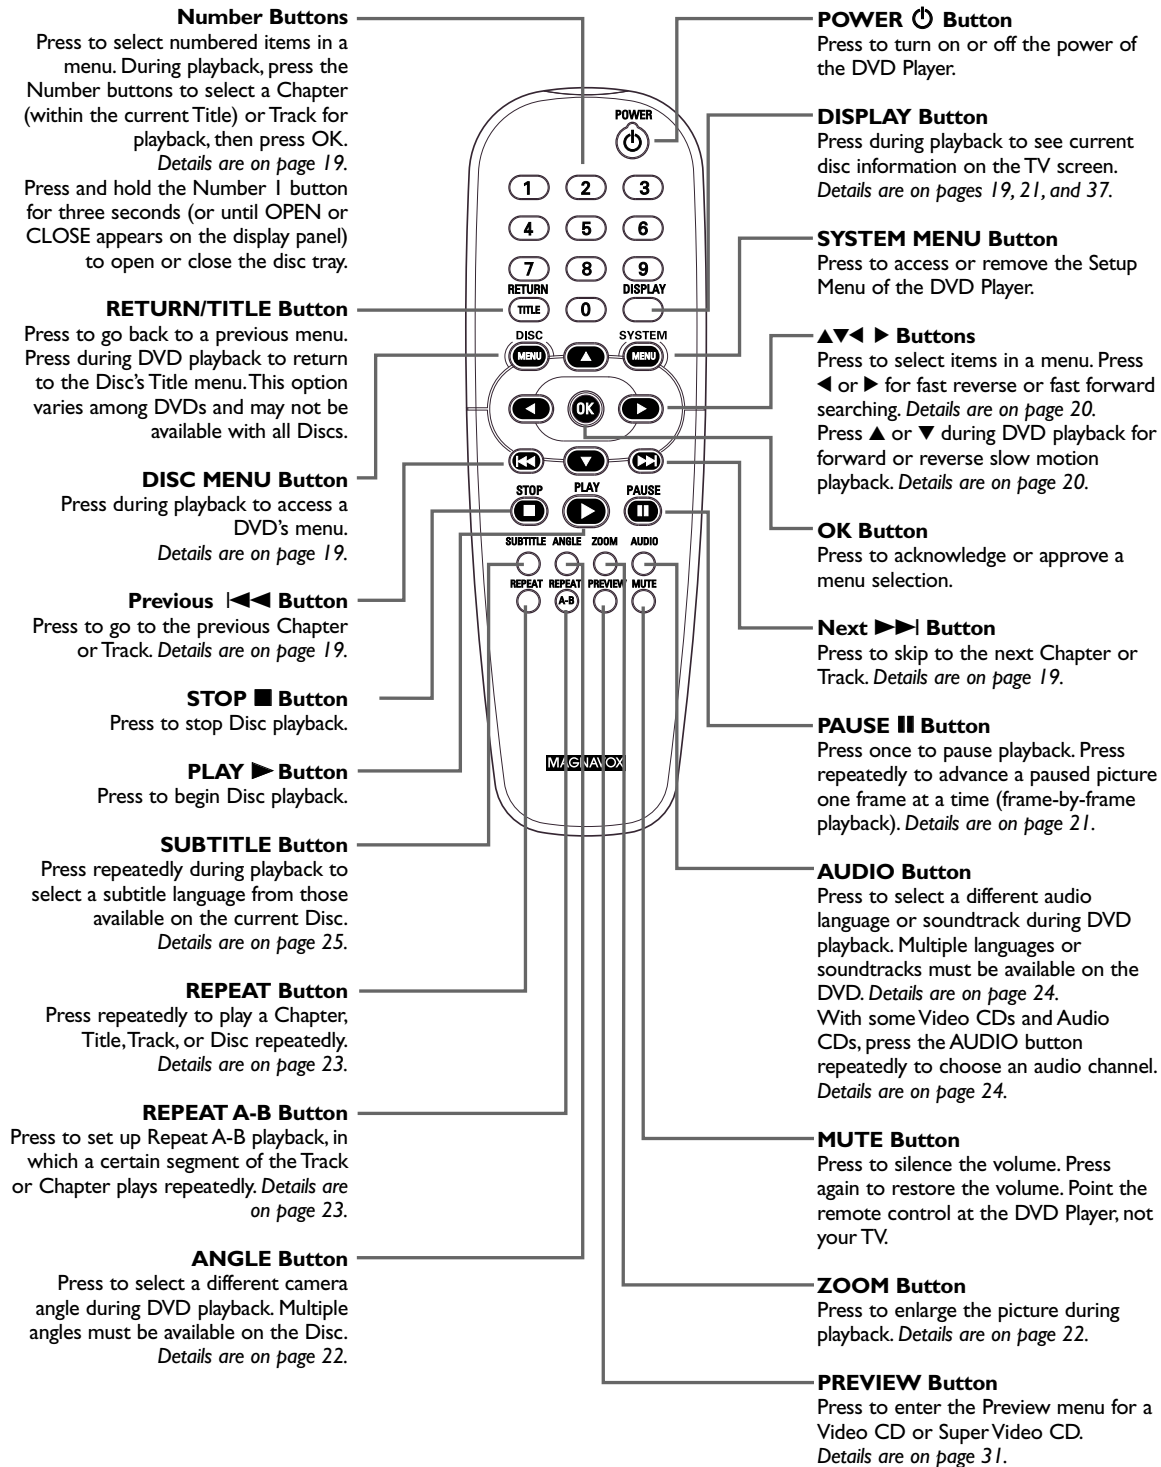 Number Buttons
Press to select numbered items in a
menu. During playback, press the
Number buttons to select a Chapter
(within the current Title) or Track for
playback, then press OK.
Details are on page 19.
Press and hold the Number 1 button
for three seconds (or until OPEN or
CLOSE appears on the display panel)
to open or close the disc tray.
RETURN/TITLE Button
Press to go back to a previous menu.
Press during DVD playback to return
to the Disc's Title menu. This option
varies among DVDs and may not be
available with all Discs.
DISC MENU Button
Press during playback to access a
DVD's menu.
Details are on page 19.
Previous |◄◄ Button
Press to go to the previous Chapter
or Track. Details are on page 19.
STOP ■ Button
Press to stop Disc playback.
PLAY ► Button
Press to begin Disc playback.
SUBTITLE Button
Press repeatedly during playback to
select a subtitle language from those
available on the current Disc.
Details are on page 25.
REPEAT Button
Press repeatedly to play a Chapter,
Title, Track, or Disc repeatedly.
Details are on page 23.
REPEAT A-B Button
Press to set up Repeat A-B playback, in
which a certain segment of the Track
or Chapter plays repeatedly. Details are
on page 23.
ANGLE Button
Press to select a different camera
angle during DVD playback. Multiple
angles must be available on the Disc.
Details are on page 22.
POWER
1 2 3
4 5 6
7 8 9
RETURN DISPLAY
TITLE 0
DISC SYSTEM
MENU ▲ MENU
◄ OK ►
|◄◄ ▼ ►►|
STOP PLAY PAUSE
SUBTITLE ANGLE ZOOM AUDIO
REPEAT REPEAT PREVIEW MUTE
A-B
MAGNAVOX
POWER ⏻ Button
Press to turn on or off the power of
the DVD Player.
DISPLAY Button
Press during playback to see current
disc information on the TV screen.
Details are on pages 19, 21, and 37.
SYSTEM MENU Button
Press to access or remove the Setup
Menu of the DVD Player.
▲▼◄ ► Buttons
Press to select items in a menu. Press
◄ or ► for fast reverse or fast forward
searching. Details are on page 20.
Press ▲ or ▼ during DVD playback for
forward or reverse slow motion
playback. Details are on page 20.
OK Button
Press to acknowledge or approve a
menu selection.
Next ►►| Button
Press to skip to the next Chapter or
Track. Details are on page 19.
PAUSE II Button
Press once to pause playback. Press
repeatedly to advance a paused picture
one frame at a time (frame-by-frame
playback). Details are on page 21.
AUDIO Button
Press to select a different audio
language or soundtrack during DVD
playback. Multiple languages or
soundtracks must be available on the
DVD. Details are on page 24.
With some Video CDs and Audio
CDs, press the AUDIO button
repeatedly to choose an audio channel.
Details are on page 24.
MUTE Button
Press to silence the volume. Press
again to restore the volume. Point the
remote control at the DVD Player, not
your TV.
ZOOM Button
Press to enlarge the picture during
playback. Details are on page 22.
PREVIEW Button
Press to enter the Preview menu for a
Video CD or Super Video CD.
Details are on page 31.